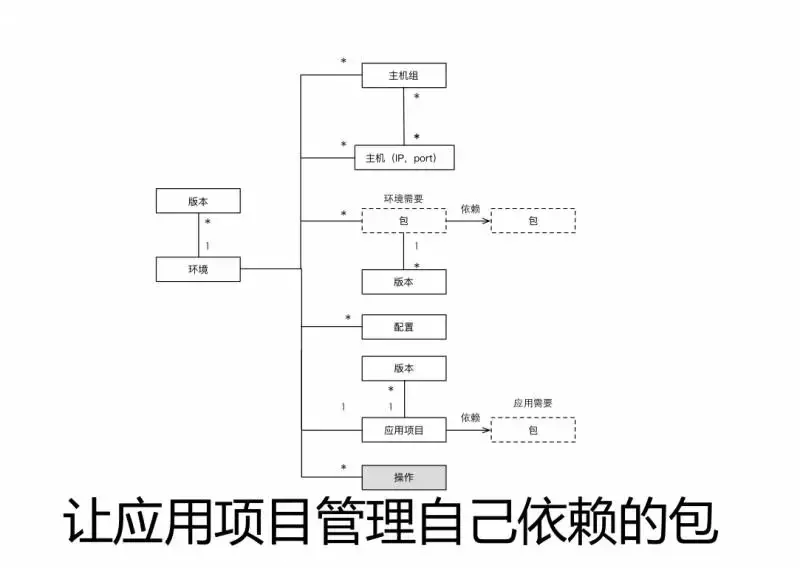 *
主机组
*
*
*
主机（IP，port）
环境需要
版本
*
包
依赖
包
*
1
1
环境
*
版本
*
配置
版本
*
1
1
应用需要
应用项目
依赖
包
*
操作
让应用项目管理自己依赖的包